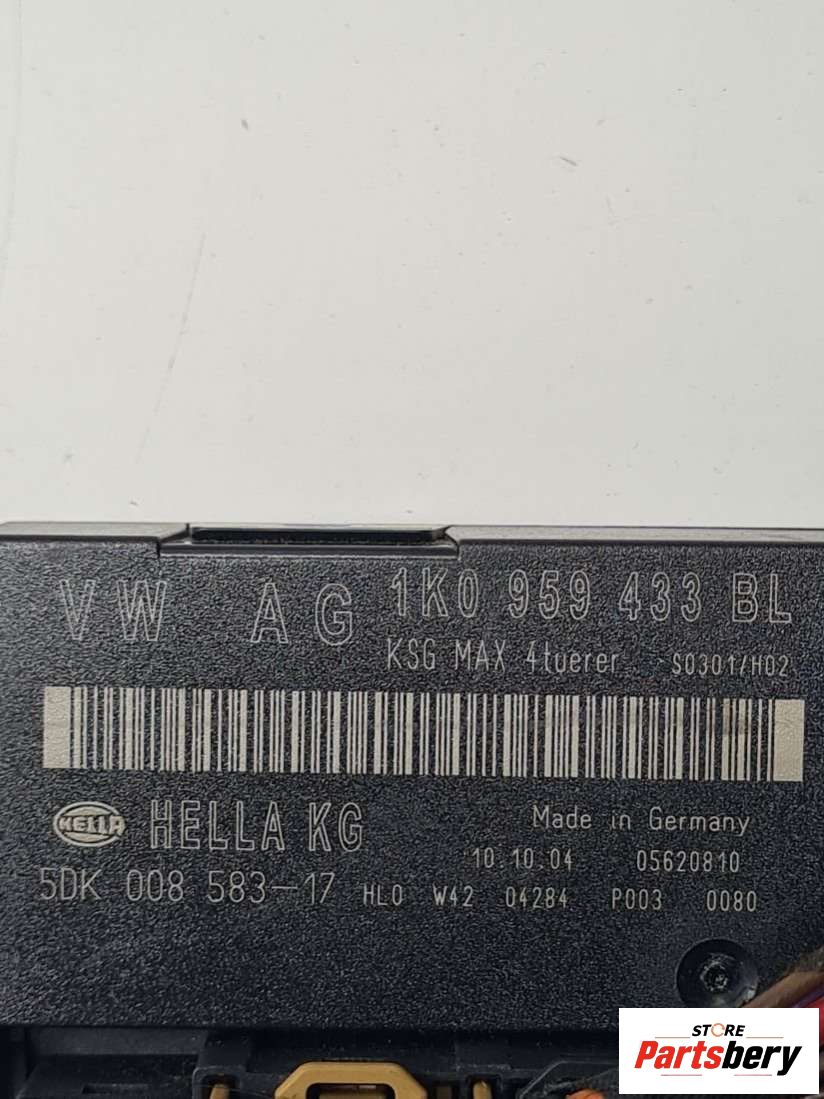 VW AG 1K0 959 433 BL
KSG MAX 4tuerer S0301/H02
HELLA HELLA KG Made in Germany
10.10.04 05620810
5DK 008 583-17 HL0 W42 04284 P003 0080
STORE
Partsbery